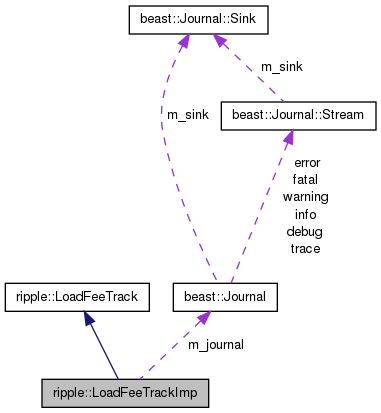 beast::Journal::Sink
m_sink
beast::Journal::Stream
m_sink
error
fatal
warning
info
debug
trace
ripple::LoadFeeTrack
beast::Journal
m_journal
ripple::LoadFeeTrackImp